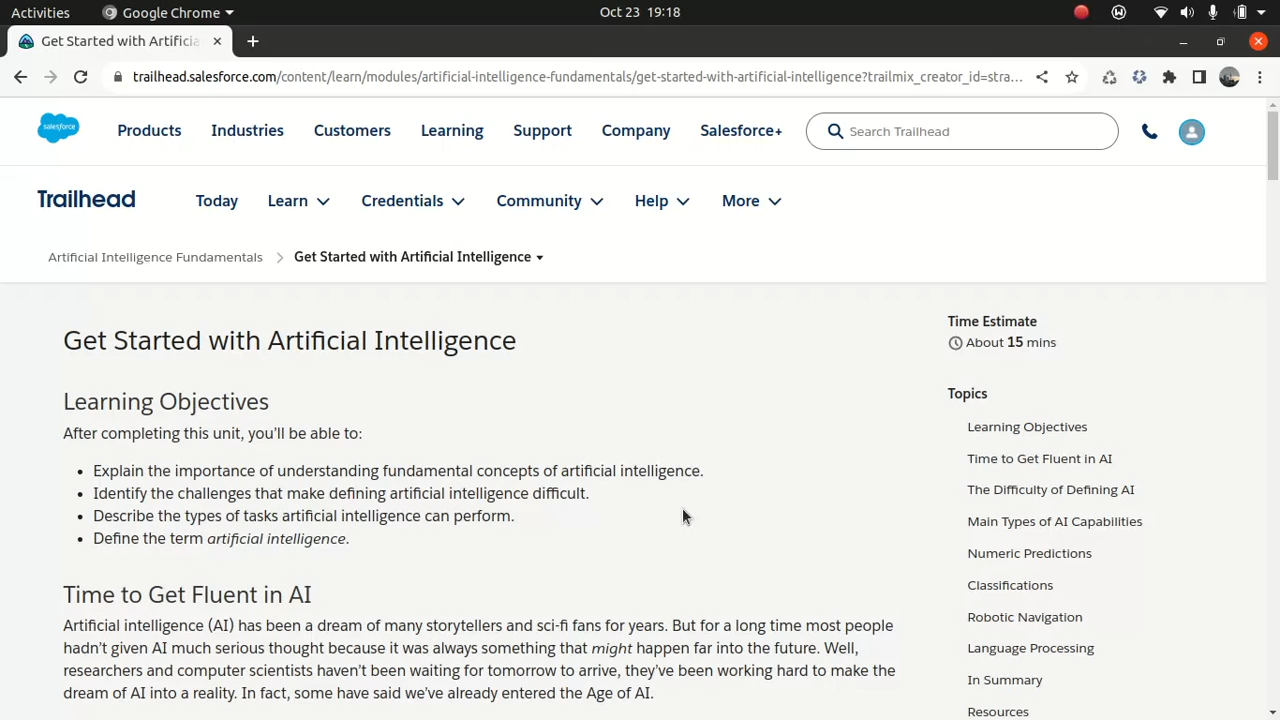 Activities
Google Chrome
Oct 23 19:18
Get Started with Artificia
trailhead.salesforce.com/content/learn/modules/artificial-intelligence-fundamentals/get-started-with-artificial-intelligence?trailmix_creator_id=stra...
salesforce
Products Industries Customers Learning Support Company Salesforce+
Search Trailhead
Trailhead
Today Learn Credentials Community Help More
Artificial Intelligence Fundamentals
Get Started with Artificial Intelligence
Get Started with Artificial Intelligence
Learning Objectives
After completing this unit, you’ll be able to:
• Explain the importance of understanding fundamental concepts of artificial intelligence.
• Identify the challenges that make defining artificial intelligence difficult.
• Describe the types of tasks artificial intelligence can perform.
• Define the term artificial intelligence.
Time to Get Fluent in AI
Artificial intelligence (AI) has been a dream of many storytellers and sci-fi fans for years. But for a long time most people
hadn’t given AI much serious thought because it was always something that might happen far into the future. Well,
researchers and computer scientists haven’t been waiting for tomorrow to arrive, they’ve been working hard to make the
dream of AI into a reality. In fact, some have said we’ve already entered the Age of AI.
Time Estimate
About 15 mins
Topics
Learning Objectives
Time to Get Fluent in AI
The Difficulty of Defining AI
Main Types of AI Capabilities
Numeric Predictions
Classifications
Robotic Navigation
Language Processing
In Summary
Resources